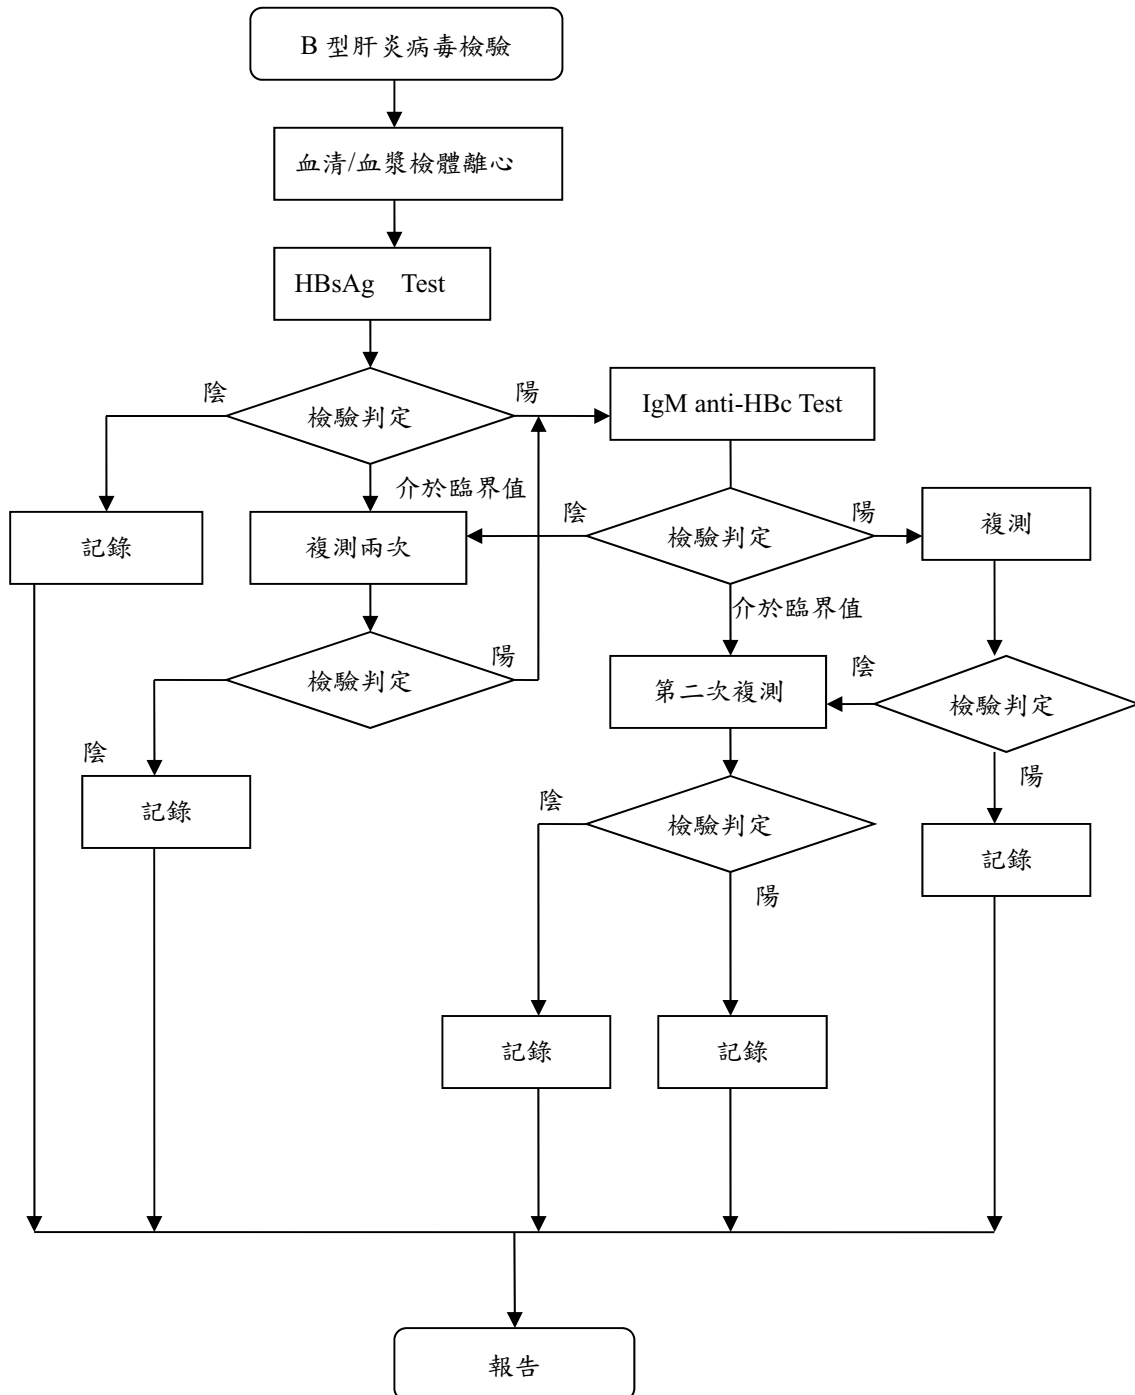 B 型肝炎病毒檢驗
血清/血漿檢體離心
HBsAg Test
陰
檢驗判定
陽
IgM anti-HBc Test
介於臨界值
記錄
複測兩次
陰
檢驗判定
陽
複測
介於臨界值
檢驗判定
陽
陰
記錄
第二次複測
陰
檢驗判定
陽
記錄
陰
檢驗判定
陽
記錄
記錄
報告